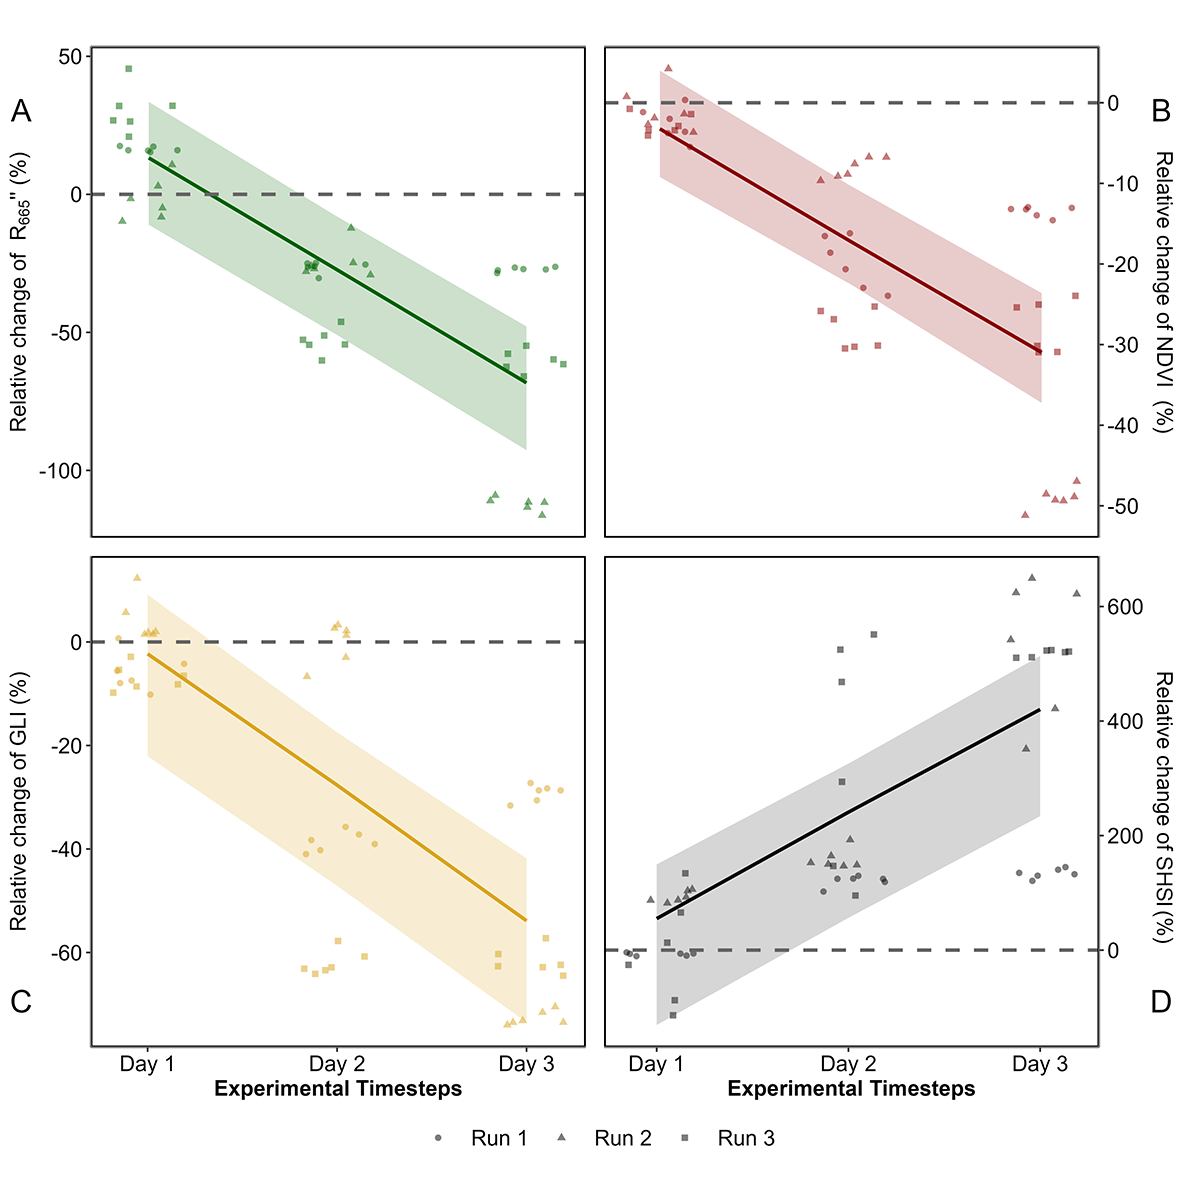 A
Relative change of R665'' (%)
50
0
-50
-100
B
Relative change of NDVI (%)
0
-10
-20
-30
-40
-50
C
Relative change of GLI (%)
0
-20
-40
-60
D
Relative change of SHSI (%)
600
400
200
0
Day 1 Day 2 Day 3
Experimental Timesteps
Day 1 Day 2 Day 3
Experimental Timesteps
Run 1 Run 2 Run 3